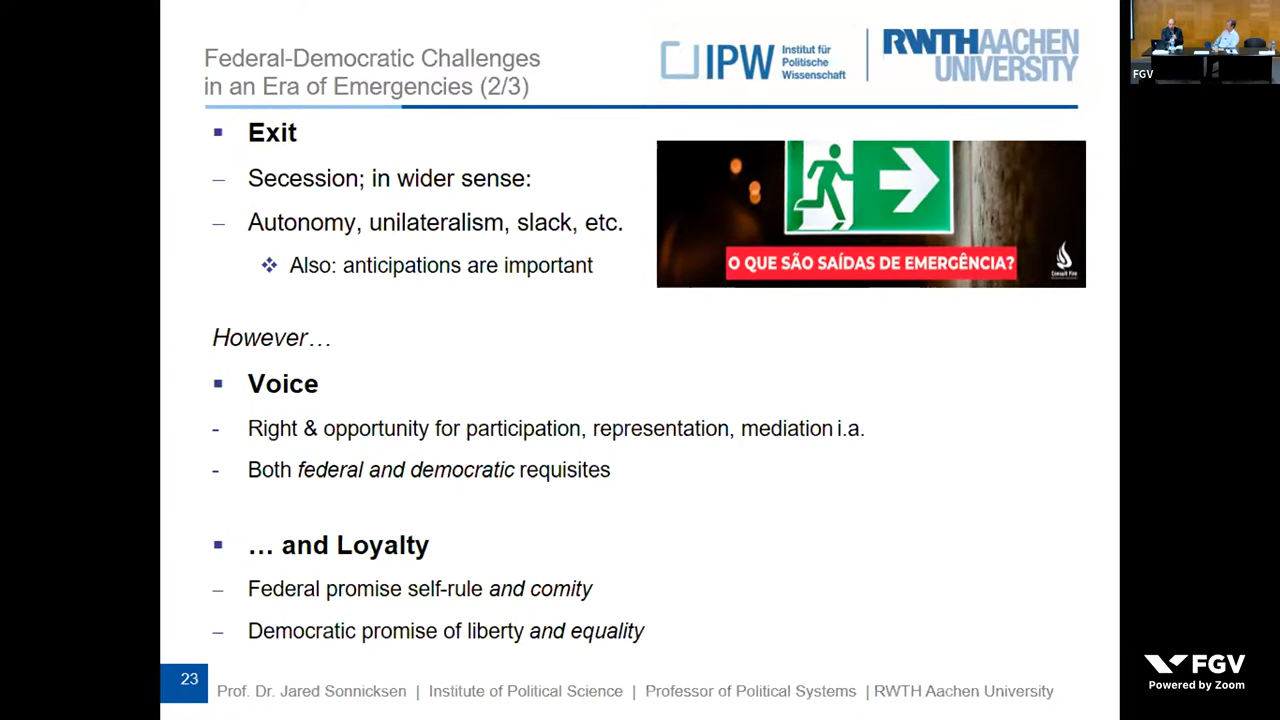 Federal-Democratic Challenges
in an Era of Emergencies (2/3)
IPW
Institut für
Politische
Wissenschaft
RWTHAACHEN
UNIVERSITY
FGV
Exit
Secession; in wider sense:
Autonomy, unilateralism, slack, etc.
Also: anticipations are important
O QUE SÃO SAÍDAS DE EMERGÊNCIA?
Consult Fire
However…
Voice
Right & opportunity for participation, representation, mediation i.a.
Both federal and democratic requisites
… and Loyalty
Federal promise self-rule and comity
Democratic promise of liberty and equality
23
Prof. Dr. Jared Sonnicksen | Institute of Political Science | Professor of Political Systems | RWTH Aachen University
FGV
Powered by Zoom